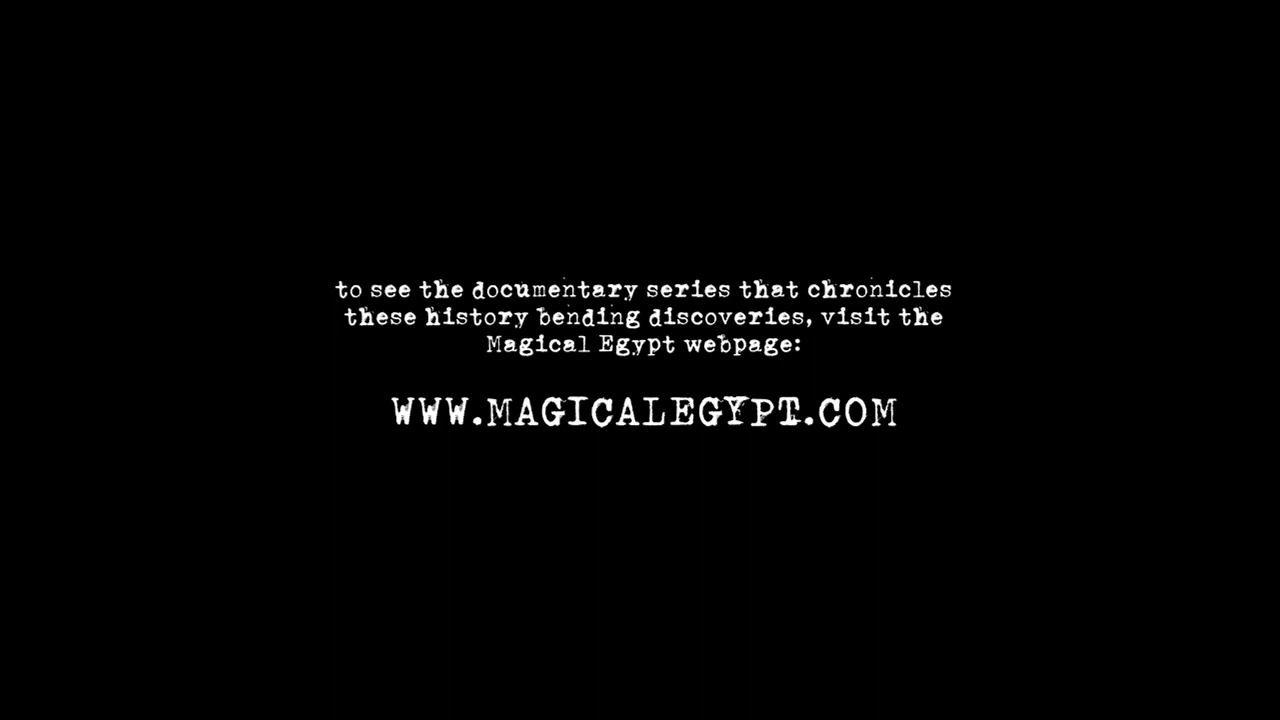 to see the documentary series that chronicles
these history bending discoveries, visit the
Magical Egypt webpage:
WWW.MAGICALEGYPT.COM